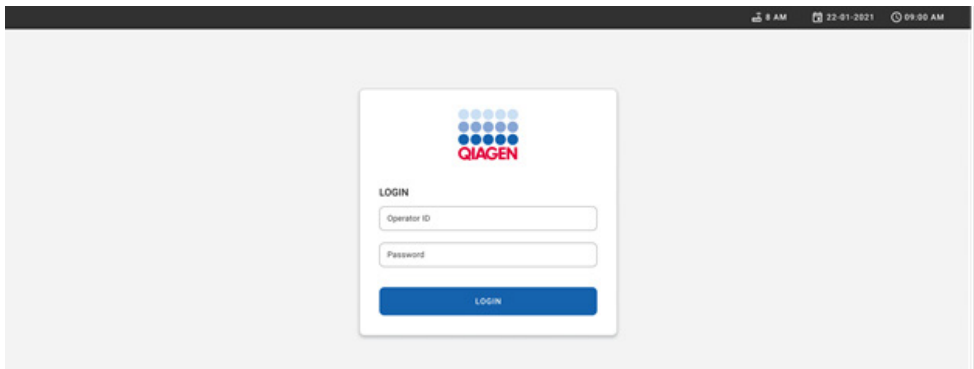 8 AM 22-01-2021 09:00 AM
QIAGEN
LOGIN
Operator ID
Password
LOGIN